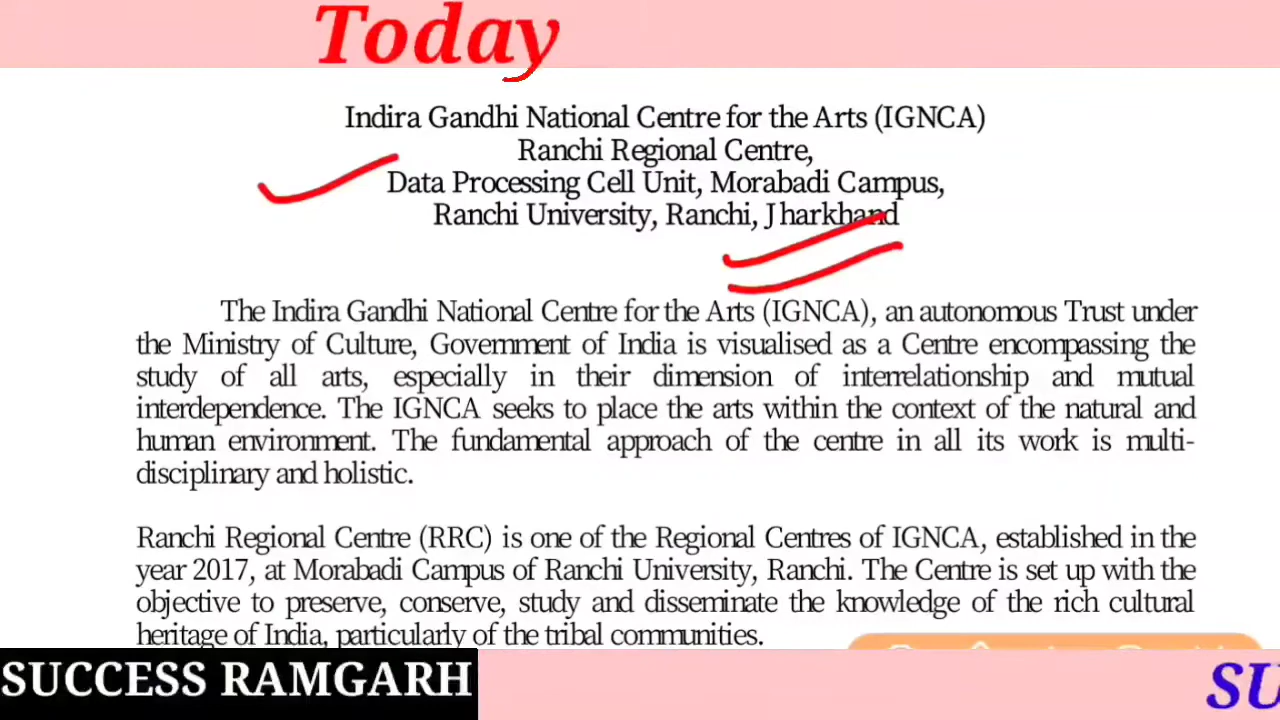 Today
Indira Gandhi National Centre for the Arts (IGNCA)
Ranchi Regional Centre,
Data Processing Cell Unit, Morabadi Campus,
Ranchi University, Ranchi, Jharkhand
The Indira Gandhi National Centre for the Arts (IGNCA), an autonomous Trust under
the Ministry of Culture, Government of India is visualised as a Centre encompassing the
study of all arts, especially in their dimension of interrelationship and mutual
interdependence. The IGNCA seeks to place the arts within the context of the natural and
human environment. The fundamental approach of the centre in all its work is multi-
disciplinary and holistic.
Ranchi Regional Centre (RRC) is one of the Regional Centres of IGNCA, established in the
year 2017, at Morabadi Campus of Ranchi University, Ranchi. The Centre is set up with the
objective to preserve, conserve, study and disseminate the knowledge of the rich cultural
heritage of India, particularly of the tribal communities.
SUCCESS RAMGARH
SU